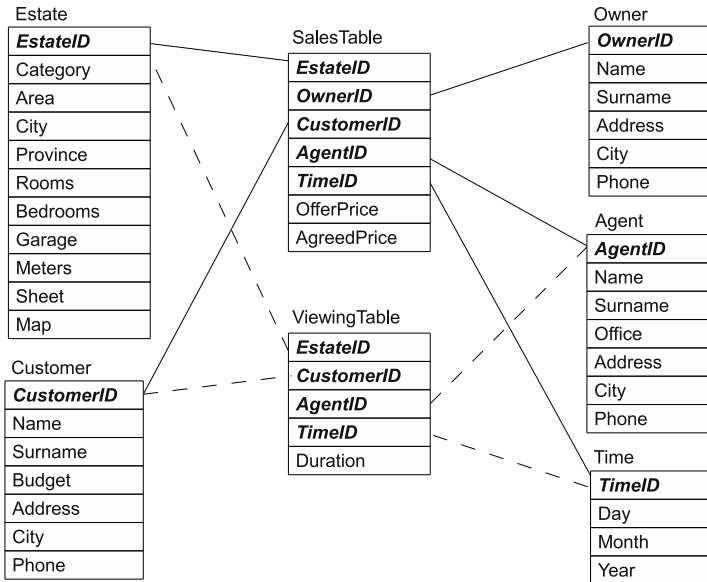 Estate
EstateID
Category
Area
City
Province
Rooms
Bedrooms
Garage
Meters
Sheet
Map
Customer
CustomerID
Name
Surname
Budget
Address
City
Phone
SalesTable
EstateID
OwnerID
CustomerID
AgentID
TimeID
OfferPrice
AgreedPrice
ViewingTable
EstateID
CustomerID
AgentID
TimeID
Duration
Owner
OwnerID
Name
Surname
Address
City
Phone
Agent
AgentID
Name
Surname
Office
Address
City
Phone
Time
TimeID
Day
Month
Year